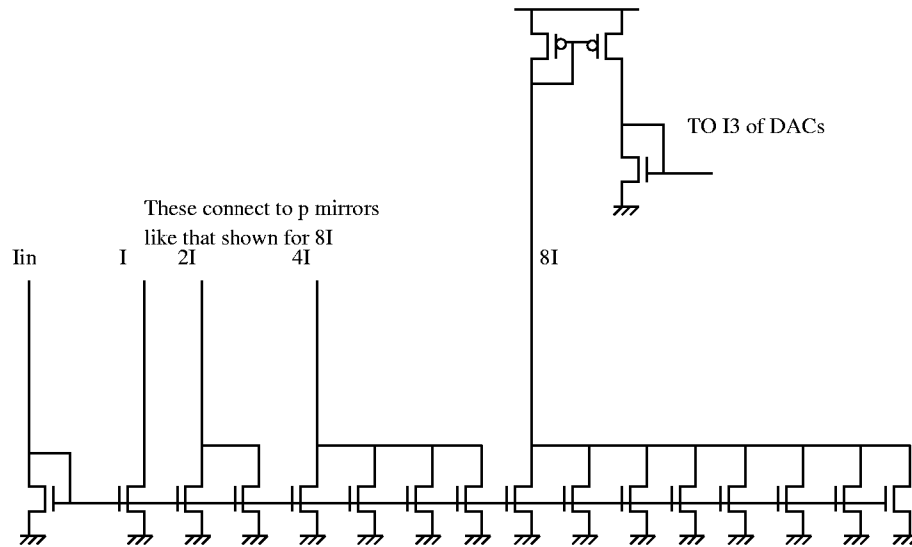 TO I3 of DACs
These connect to p mirrors
like that shown for 8I
Iin I 2I 4I 8I